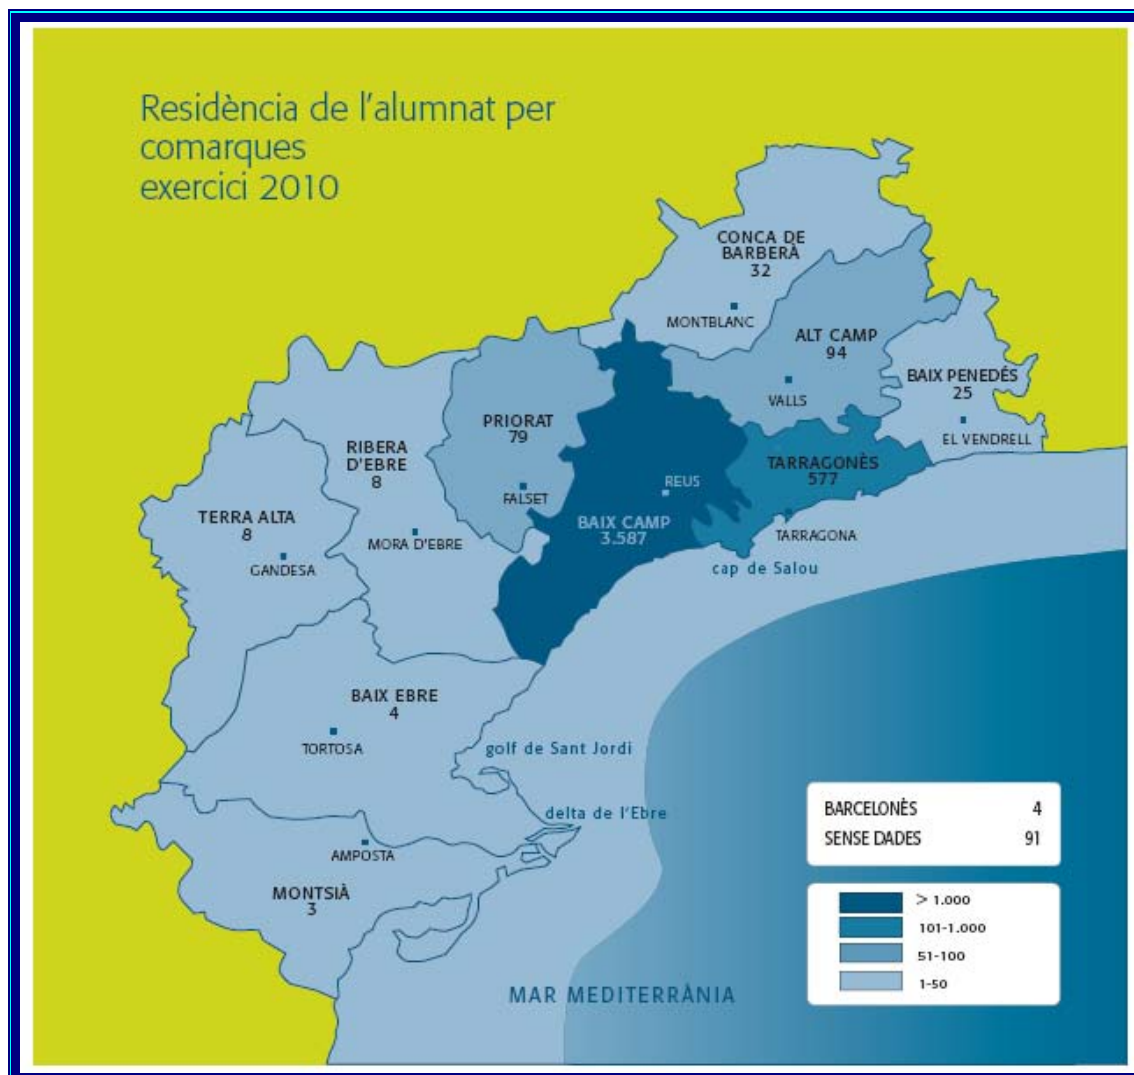 Residència de l'alumnat per
comarques
exercici 2010
CONCA DE
BARBERÀ
32
MONTBLANC
ALT CAMP
94
VALLS
BAIX PENEDÉS
25
EL VENDRELL
PRIORAT
79
FALSET
RIBERA
D'EBRE
8
MORA D'EBRE
TERRA ALTA
8
GANDESA
TARRAGONÈS
577
TARRAGONA
REUS
BAIX CAMP
3.587
cap de Salou
BAIX EBRE
4
TORTOSA
golf de Sant Jordi
delta de l'Ebre
AMPOSTA
MONTSIÀ
3
MAR MEDITERRÀNIA
BARCELONÈS 4
SENSE DADES 91
> 1.000
101-1.000
51-100
1-50